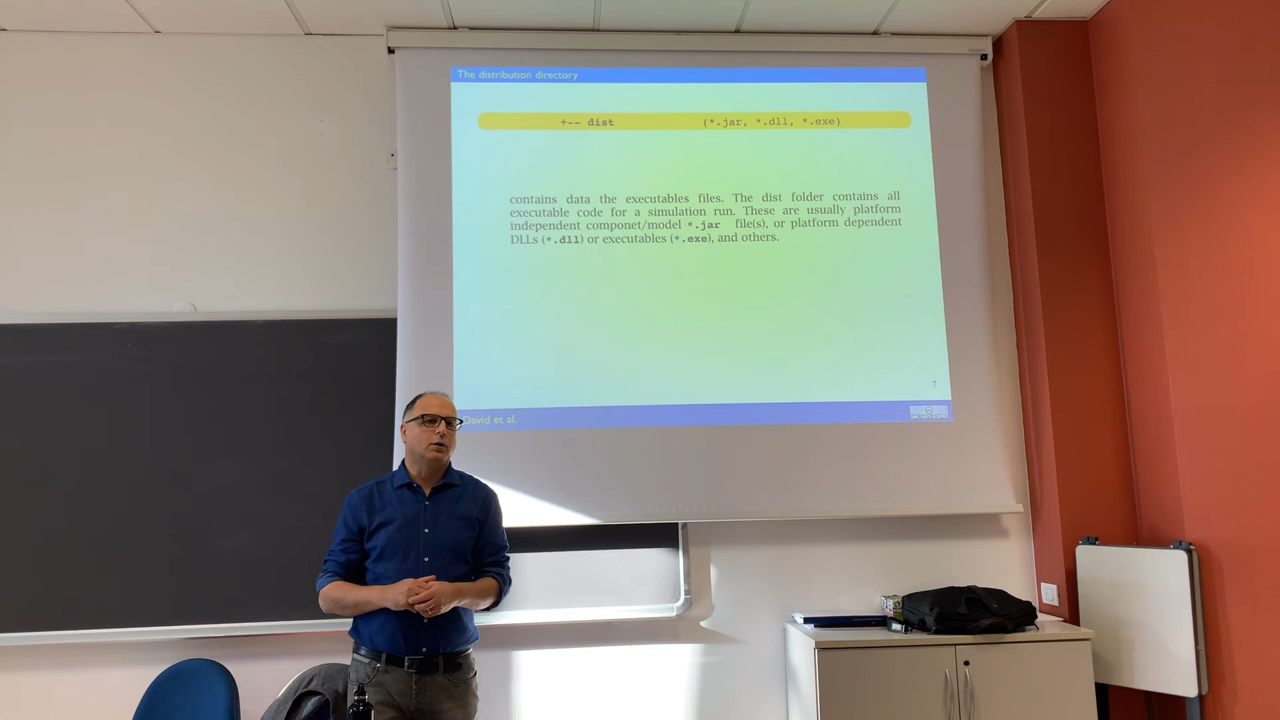 The distribution directory
+-- dist (*.jar, *.dll, *.exe)
contains data the executables files. The dist folder contains all
executable code for a simulation run. These are usually platform
independent componet/model *.jar file(s), or platform dependent
DLLs (*.dll) or executables (*.exe), and others.
7
David et al.